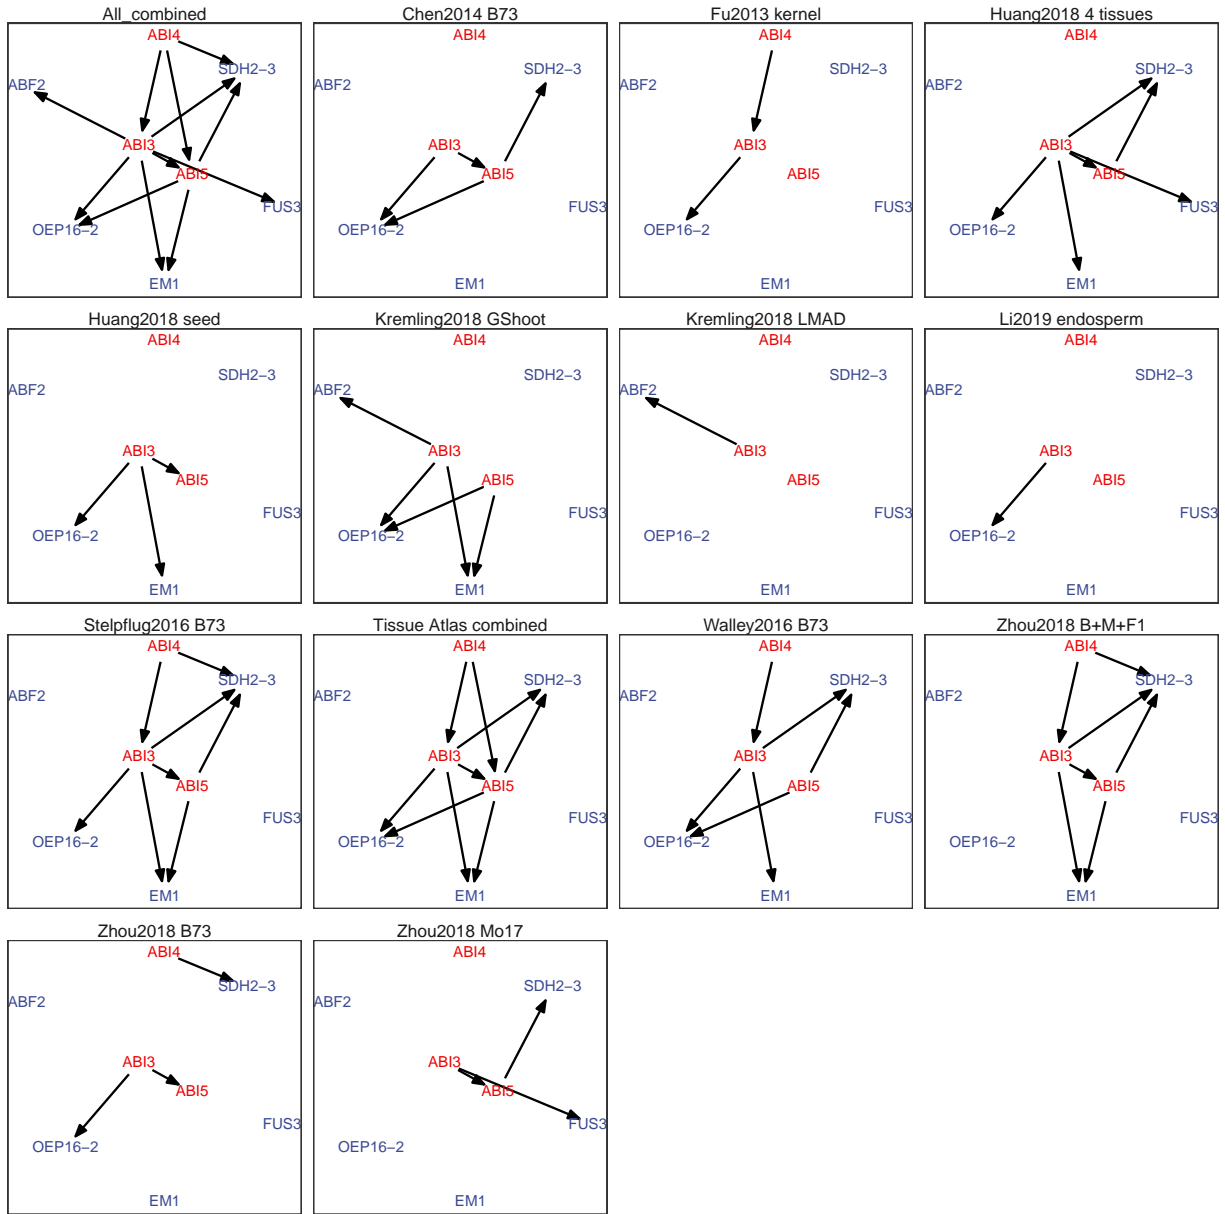 All_combined
ABI4
SDH2-3
ABF2
ABI3
ABI5
FUS3
OEP16-2
EM1
Chen2014 B73
ABI4
SDH2-3
ABF2
ABI3
ABI5
FUS3
OEP16-2
EM1
Fu2013 kernel
ABI4
SDH2-3
ABF2
ABI3
ABI5
FUS3
OEP16-2
EM1
Huang2018 4 tissues
ABI4
SDH2-3
ABF2
ABI3
ABI5
FUS3
OEP16-2
EM1
Huang2018 seed
ABI4
SDH2-3
ABF2
ABI3
ABI5
FUS3
OEP16-2
EM1
Kremling2018 GShoot
ABI4
SDH2-3
ABF2
ABI3
ABI5
FUS3
OEP16-2
EM1
Kremling2018 LMAD
ABI4
SDH2-3
ABF2
ABI3
ABI5
FUS3
OEP16-2
EM1
Li2019 endosperm
ABI4
SDH2-3
ABF2
ABI3
ABI5
FUS3
OEP16-2
EM1
Stelpflug2016 B73
ABI4
SDH2-3
ABF2
ABI3
ABI5
FUS3
OEP16-2
EM1
Tissue Atlas combined
ABI4
SDH2-3
ABF2
ABI3
ABI5
FUS3
OEP16-2
EM1
Walley2016 B73
ABI4
SDH2-3
ABF2
ABI3
ABI5
FUS3
OEP16-2
EM1
Zhou2018 B+M+F1
ABI4
SDH2-3
ABF2
ABI3
ABI5
FUS3
OEP16-2
EM1
Zhou2018 B73
ABI4
SDH2-3
ABF2
ABI3
ABI5
FUS3
OEP16-2
EM1
Zhou2018 Mo17
ABI4
SDH2-3
ABF2
ABI3
ABI5
FUS3
OEP16-2
EM1